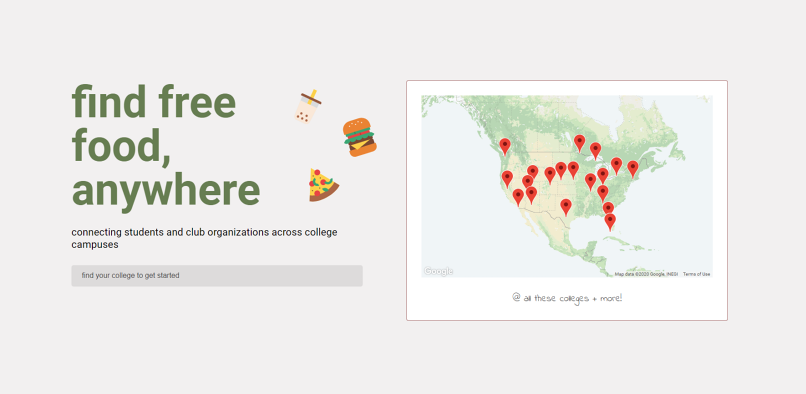 find free
food,
anywhere
connecting students and club organizations across college
campuses
find your college to get started
Google
Map data ©2020 Google, INEGI Terms of Use
@ all these colleges + more!